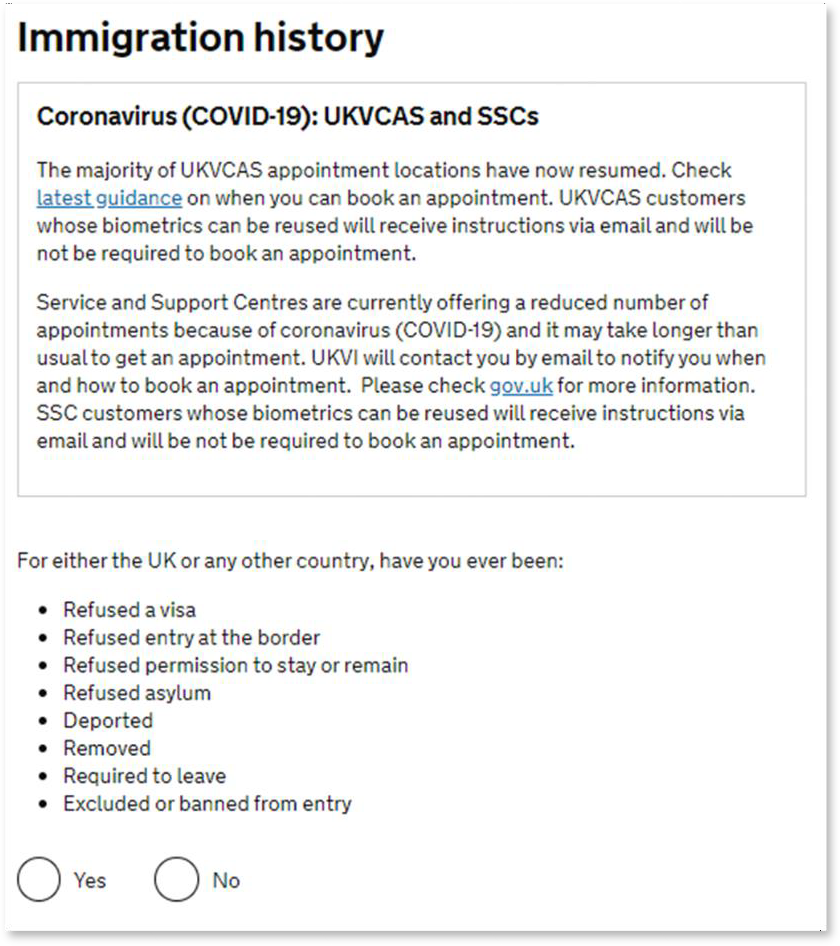 Immigration history
Coronavirus (COVID-19): UKVCAS and SSCs
The majority of UKVCAS appointment locations have now resumed. Check
latest guidance on when you can book an appointment. UKVCAS customers
whose biometrics can be reused will receive instructions via email and will be
not be required to book an appointment.
Service and Support Centres are currently offering a reduced number of
appointments because of coronavirus (COVID-19) and it may take longer than
usual to get an appointment. UKVI will contact you by email to notify you when
and how to book an appointment.  Please check gov.uk for more information.
SSC customers whose biometrics can be reused will receive instructions via
email and will be not be required to book an appointment.
For either the UK or any other country, have you ever been:
• Refused a visa
• Refused entry at the border
• Refused permission to stay or remain
• Refused asylum
• Deported
• Removed
• Required to leave
• Excluded or banned from entry
Yes No